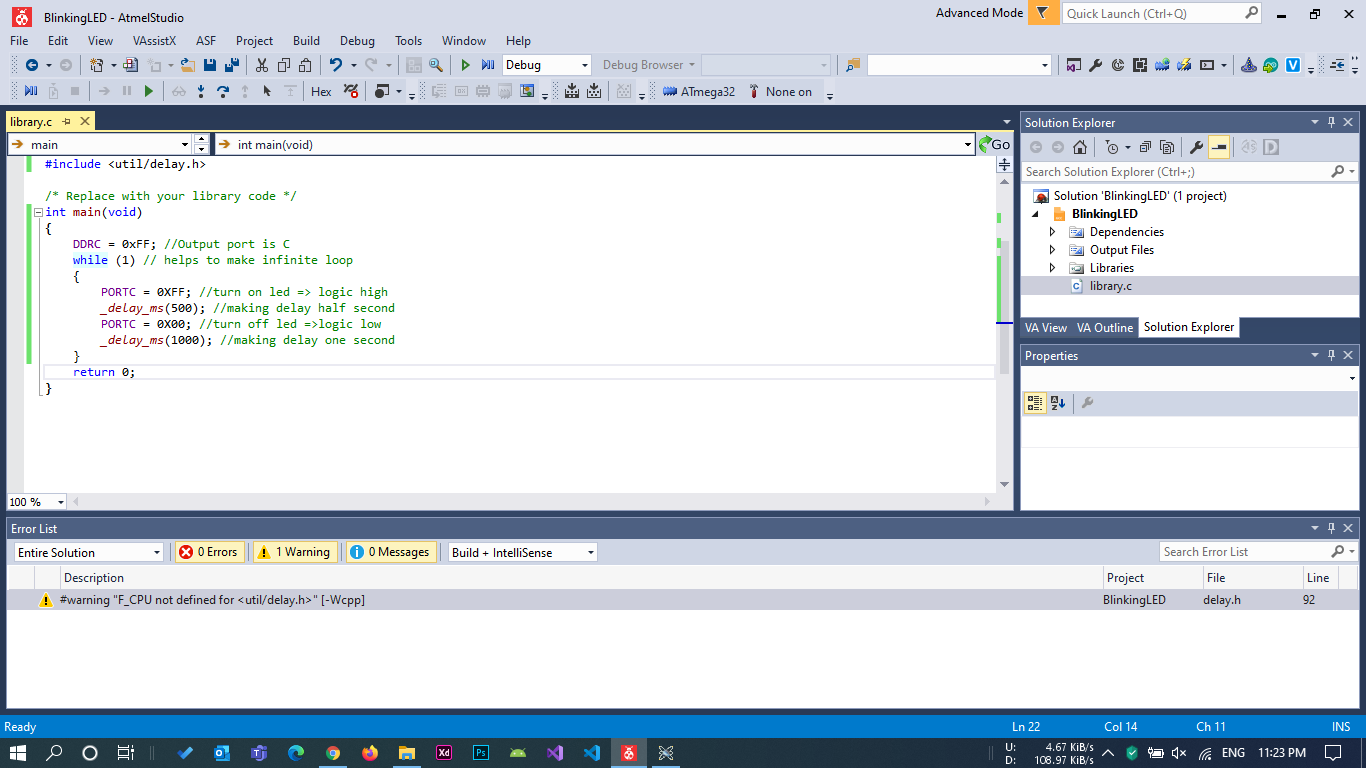 BlinkingLED - AtmelStudio
Advanced Mode
Quick Launch (Ctrl+Q)
File Edit View VAssistX ASF Project Build Debug Tools Window Help
Debug
Debug Browser
Hex
ATmega32
None on
library.c
main
int main(void)
Go
#include <util/delay.h>
/* Replace with your library code */
int main(void)
{
DDRC = 0xFF; //Output port is C
while (1) // helps to make infinite loop
{
PORTC = 0XFF; //turn on led => logic high
_delay_ms(500); //making delay half second
PORTC = 0X00; //turn off led =>logic low
_delay_ms(1000); //making delay one second
}
return 0;
}
100 %
Solution Explorer
Search Solution Explorer (Ctrl+;)
Solution 'BlinkingLED' (1 project)
BlinkingLED
Dependencies
Output Files
Libraries
library.c
VA View VA Outline Solution Explorer
Properties
Error List
Entire Solution
0 Errors
1 Warning
0 Messages
Build + IntelliSense
Search Error List
Description Project File Line
#warning "F_CPU not defined for <util/delay.h>" [-Wcpp] BlinkingLED delay.h 92
Ready Ln 22 Col 14 Ch 11 INS
U: 4.67 KiB/s
D: 108.97 KiB/s
ENG 11:23 PM